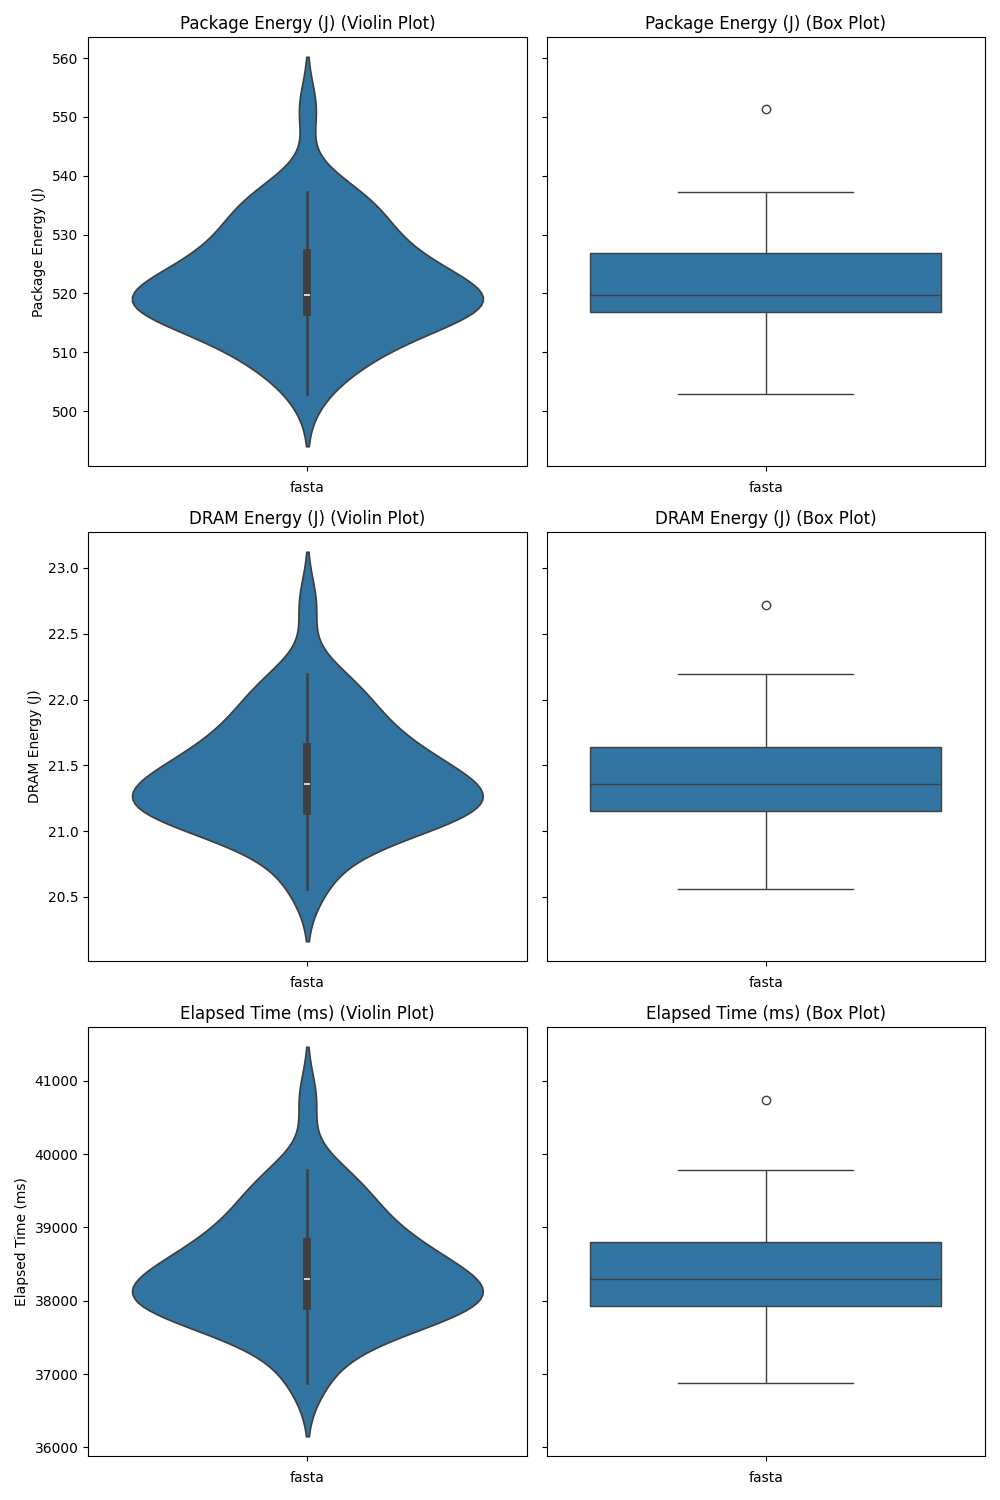 Package Energy (J) (Violin Plot)
Package Energy (J) (Box Plot)
560
550
540
530
520
510
500
Package Energy (J)
fasta
fasta
DRAM Energy (J) (Violin Plot)
DRAM Energy (J) (Box Plot)
23.0
22.5
22.0
21.5
21.0
20.5
DRAM Energy (J)
fasta
fasta
Elapsed Time (ms) (Violin Plot)
Elapsed Time (ms) (Box Plot)
41000
40000
39000
38000
37000
36000
Elapsed Time (ms)
fasta
fasta